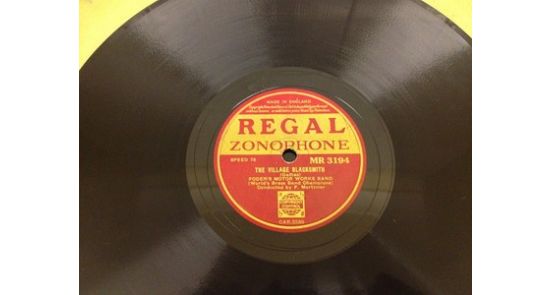 MADE IN ENGLAND
REGAL
ZONOPHONE
SPEED 78
MR 3194
THE VILLAGE BLACKSMITH
FODEN'S MOTOR WORKS BAND
(World's Brass Band Champions)
Conducted by F. Mortimer